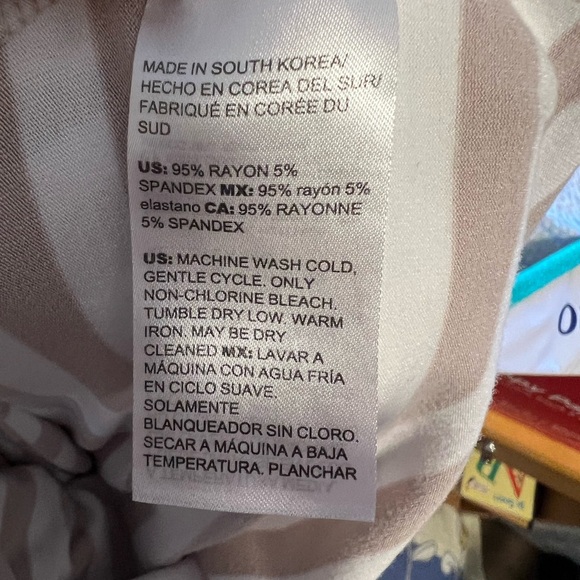 MADE IN SOUTH KOREA/
HECHO EN COREA DEL SUR/
FABRIQUÉ EN CORÉE DU
SUD
US: 95% RAYON 5%
SPANDEX MX: 95% rayón 5%
elastano CA: 95% RAYONNE
5% SPANDEX
US: MACHINE WASH COLD,
GENTLE CYCLE. ONLY
NON-CHLORINE BLEACH.
TUMBLE DRY LOW. WARM
IRON. MAY BE DRY
CLEANED MX: LAVAR A
MÁQUINA CON AGUA FRÍA
EN CICLO SUAVE.
SOLAMENTE
BLANQUEADOR SIN CLORO.
SECAR A MÁQUINA A BAJA
TEMPERATURA. PLANCHAR